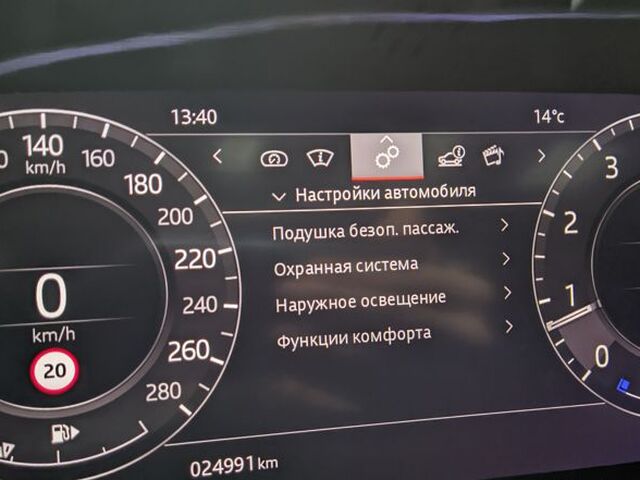 13:40
14°c
140
km/h
160
180
200
220
240
260
280
0
km/h
20
Настройки автомобиля
Подушка безоп. пассаж.
Охранная система
Наружное освещение
Функции комфорта
3
2
1
0
024991 km